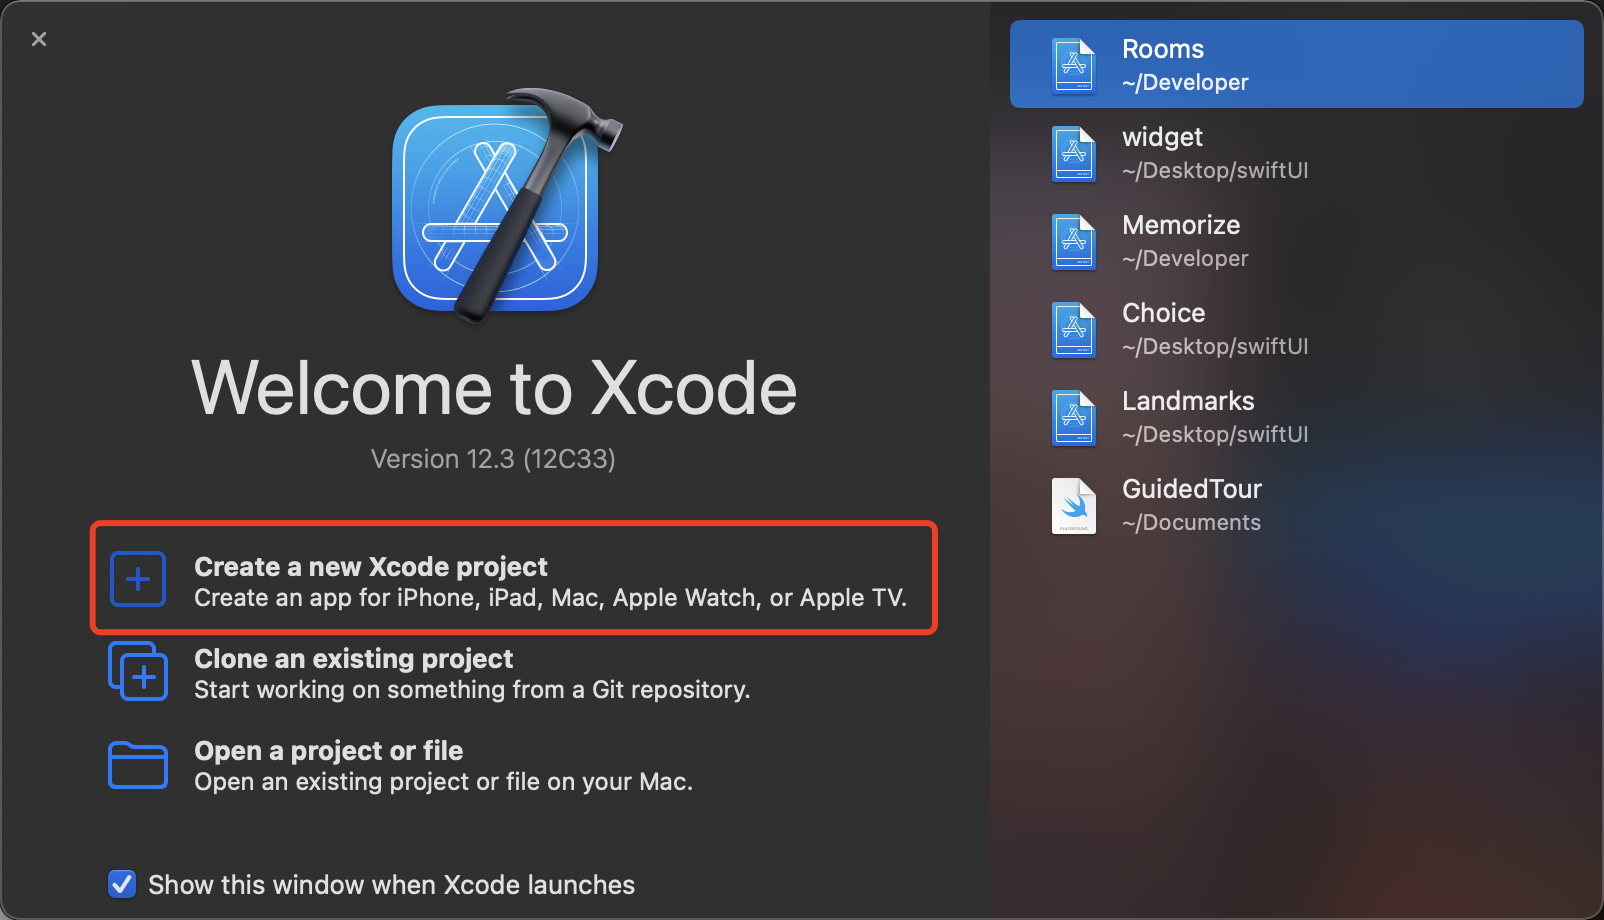 Welcome to Xcode
Version 12.3 (12C33)
Create a new Xcode project
Create an app for iPhone, iPad, Mac, Apple Watch, or Apple TV.
Clone an existing project
Start working on something from a Git repository.
Open a project or file
Open an existing project or file on your Mac.
Show this window when Xcode launches
Rooms
~/Developer
widget
~/Desktop/swiftUI
Memorize
~/Developer
Choice
~/Desktop/swiftUI
Landmarks
~/Desktop/swiftUI
GuidedTour
~/Documents
PLAYGROUND